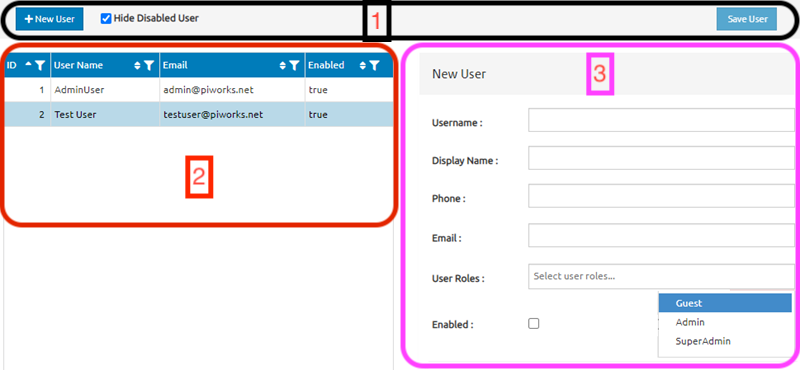 New User
Hide Disabled User
1
Save User
ID User Name Email Enabled
1 AdminUser admin@piworks.net true
2 Test User testuser@piworks.net true
2
New User
3
Username :
Display Name :
Phone :
Email :
User Roles : Select user roles...
Guest
Enabled :
Admin
SuperAdmin